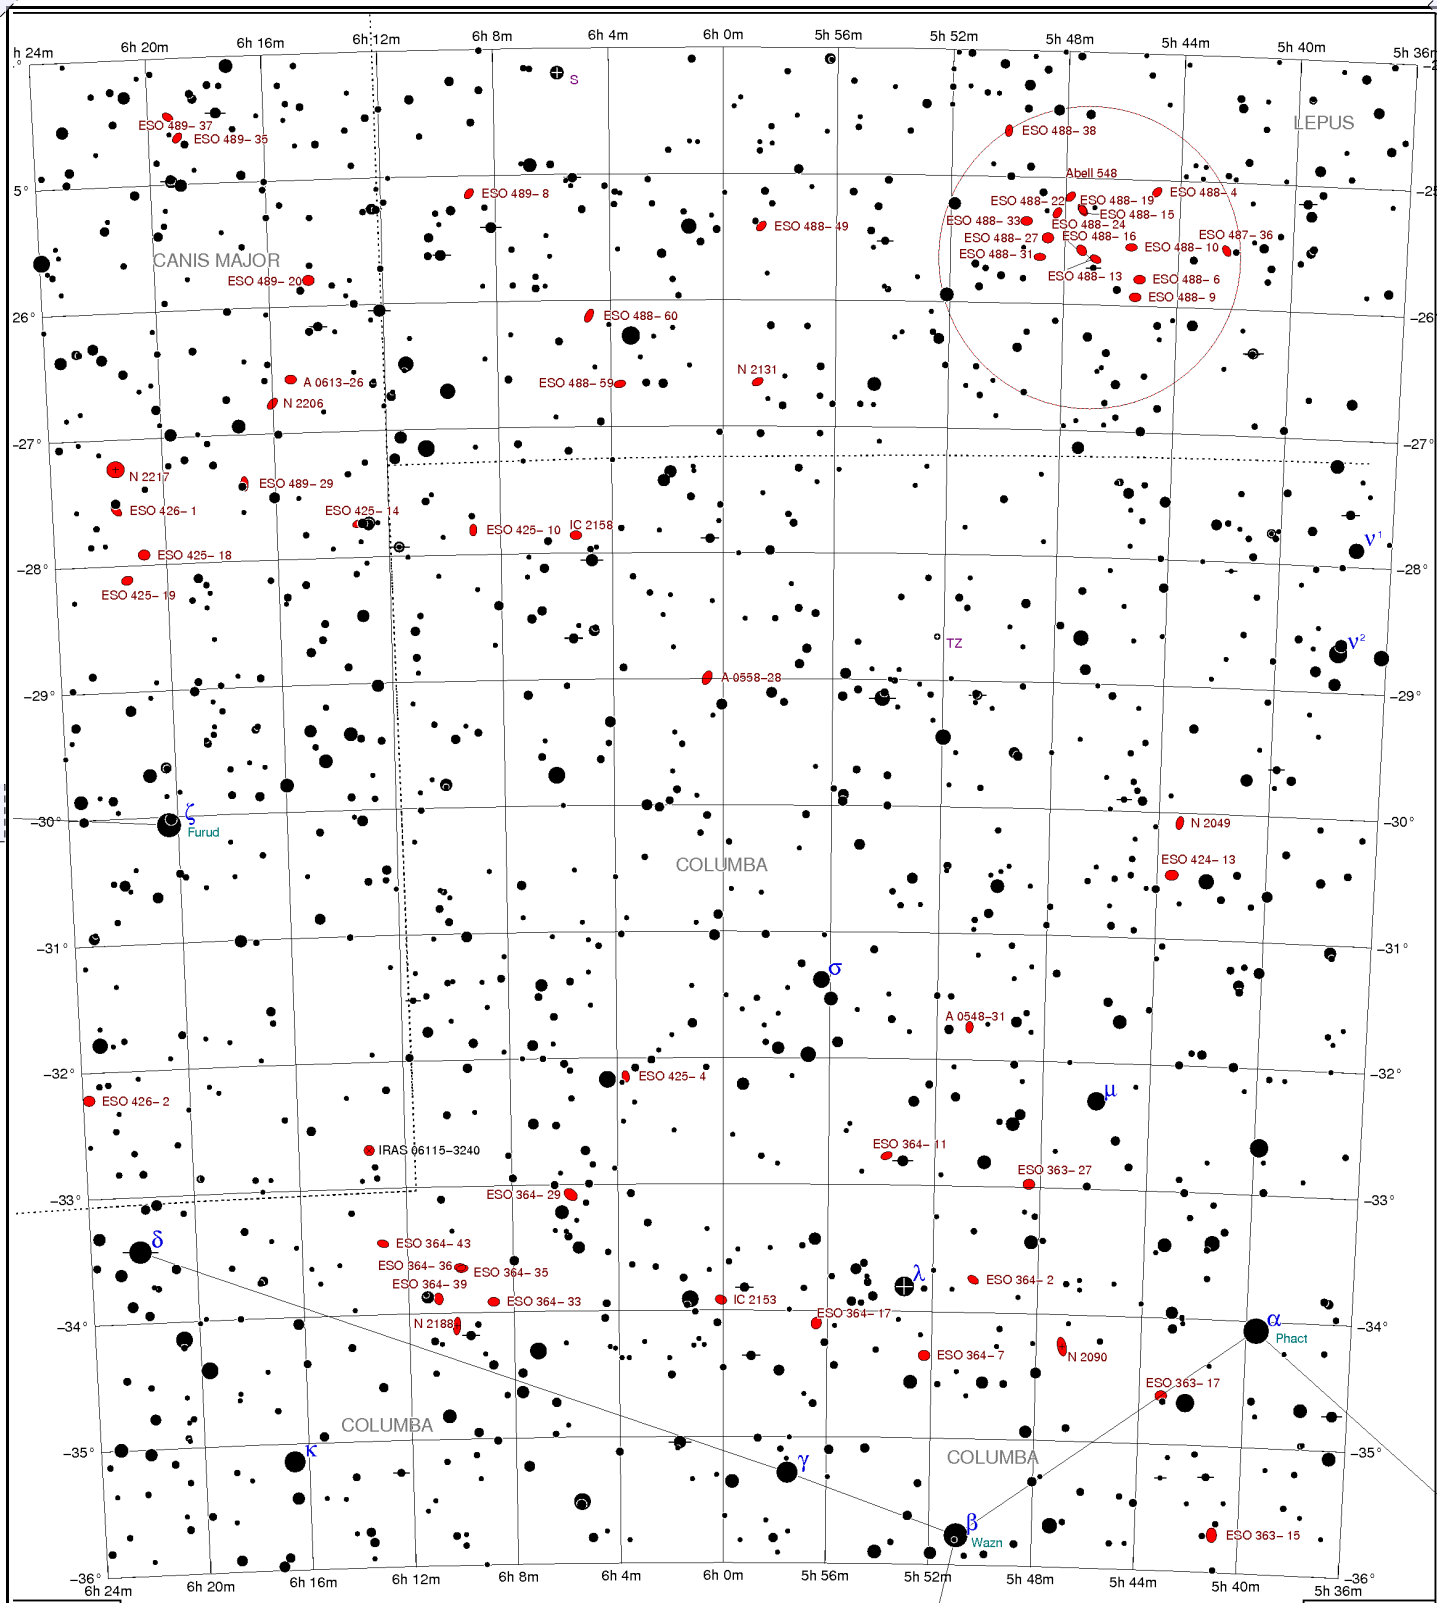 h 24m 6h 20m 6h 16m 6h 12m 6h 8m 6h 4m 6h 0m 5h 56m 5h 52m 5h 48m 5h 44m 5h 40m 5h 36m
S
LEPUS
ESO 489-37
ESO 489-35
ESO 488-38
Abell 548
5° ESO 489-8 ESO 488-22 ESO 488-19 ESO 488-4 -25
ESO 488-33 ESO 488-15
ESO 488-49 ESO 488-24
ESO 488-27 ESO 488-16 ESO 487-36
ESO 488-10
CANIS MAJOR ESO 488-31
ESO 489-20 ESO 488-13 ESO 488-6
ESO 488-9
26° ESO 488-60 -26°
A 0613-26 ESO 488-59 N 2131
N 2206
-27° -27°
N 2217 ESO 489-29
ESO 426-1 ESO 425-14 ESO 425-10 IC 2158
ν1
ESO 425-18
-28° -28°
ESO 425-19
TZ ν2
A 0558-28
-29° -29°
ζ
-30° Furud N 2049 -30°
COLUMBA ESO 424-13
-31° -31°
σ
A 0548-31
-32° ESO 425-4 -32°
ESO 426-2 μ
IRAS 06115-3240 ESO 364-11
ESO 363-27
-33° ESO 364-29 -33°
δ ESO 364-43
ESO 364-36 ESO 364-35 λ ESO 364-2
ESO 364-39
ESO 364-33 IC 2153 ESO 364-17
-34° N 2188 α -34°
Phact
ESO 364-7 N 2090
ESO 363-17
COLUMBA
-35° κ γ COLUMBA -35°
β
Wazn ESO 363-15
-36° -36°
6h 24m 6h 20m 6h 16m 6h 12m 6h 8m 6h 4m 6h 0m 5h 56m 5h 52m 5h 48m 5h 44m 5h 40m 5h 36m